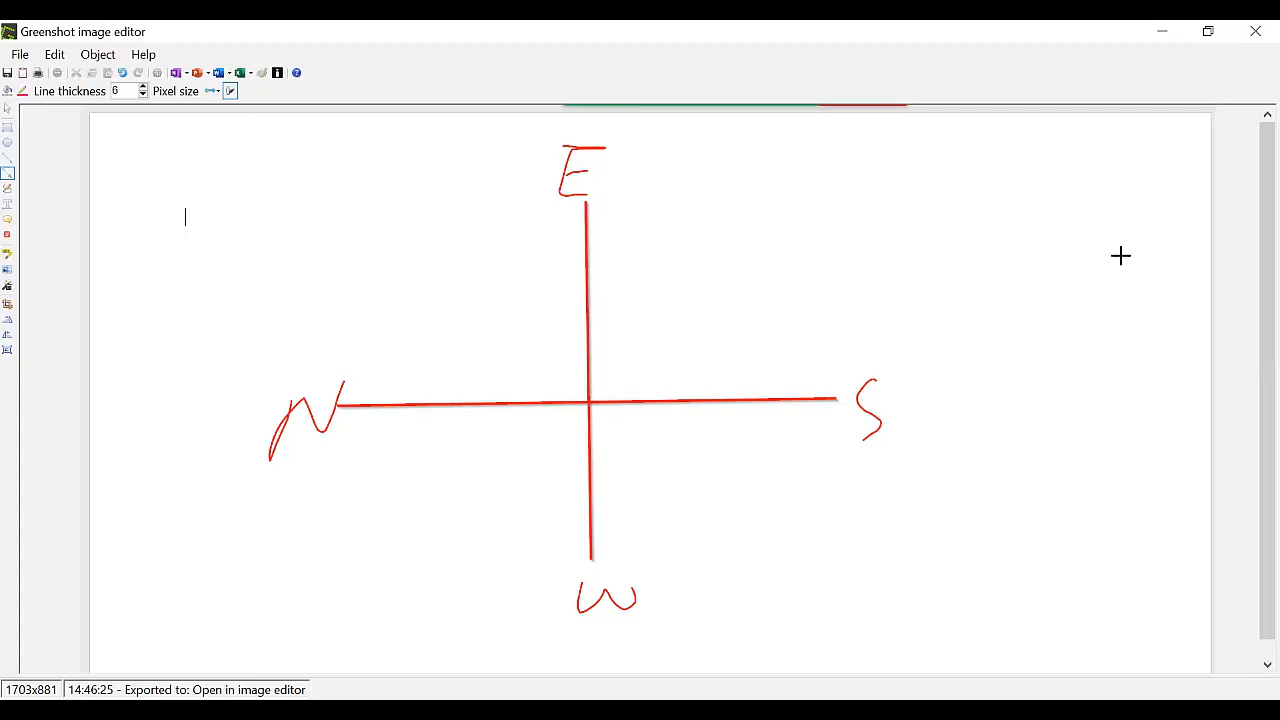 Greenshot image editor
File Edit Object Help
Line thickness 6 Pixel size
E
N S
W
1703x881 14:46:25 - Exported to: Open in image editor